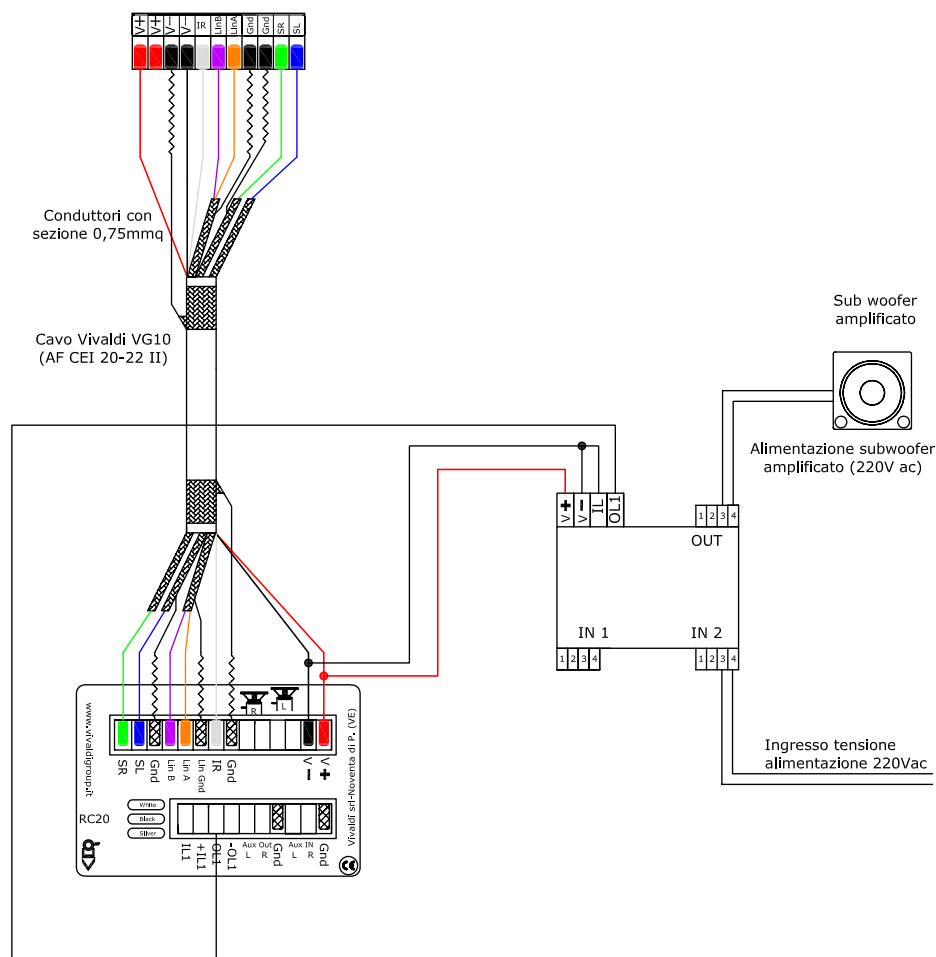 V+ V+ V- V- IR LinB LinA Gnd Gnd SR SL
Conduttori con
sezione 0,75mmq
Cavo Vivaldi VG10
(AF CEI 20-22 II)
Sub woofer
amplificato
Alimentazione subwoofer
amplificato (220V ac)
V+ V- IL OL1
1 2 3 4
OUT
IN 1
IN 2
1 2 3 4
1 2 3 4
Ingresso tensione
alimentazione 220Vac
R L
www.vivaldigroup.it
SR SL Gnd Lin B Lin A Lin Gnd IR Gnd V- V+
White
Black
Silver
RC20
IL1 +IL1 OL1 -OL1 Aux Out L R Gnd Aux IN L R Gnd
Vivaldi srl-Noventa di P. (VE)
CE